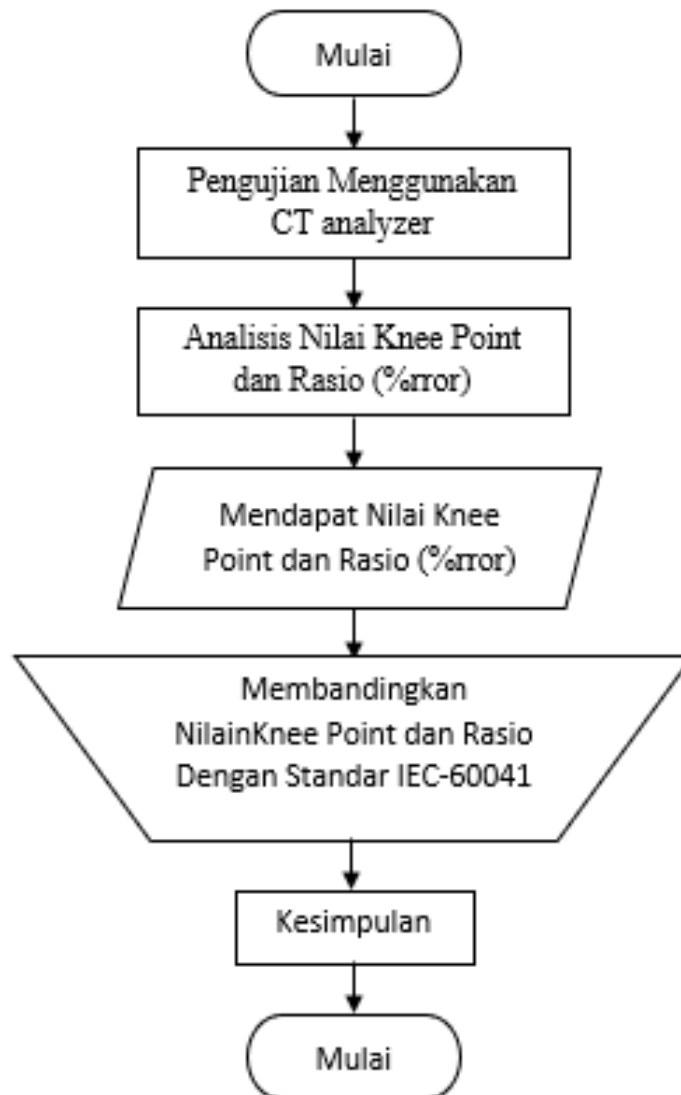 Mulai
Pengujian Menggunakan
CT analyzer
Analisis Nilai Knee Point
dan Rasio (%rror)
Mendapat Nilai Knee
Point dan Rasio (%rror)
Membandingkan
NilainKnee Point dan Rasio
Dengan Standar IEC-60041
Kesimpulan
Mulai